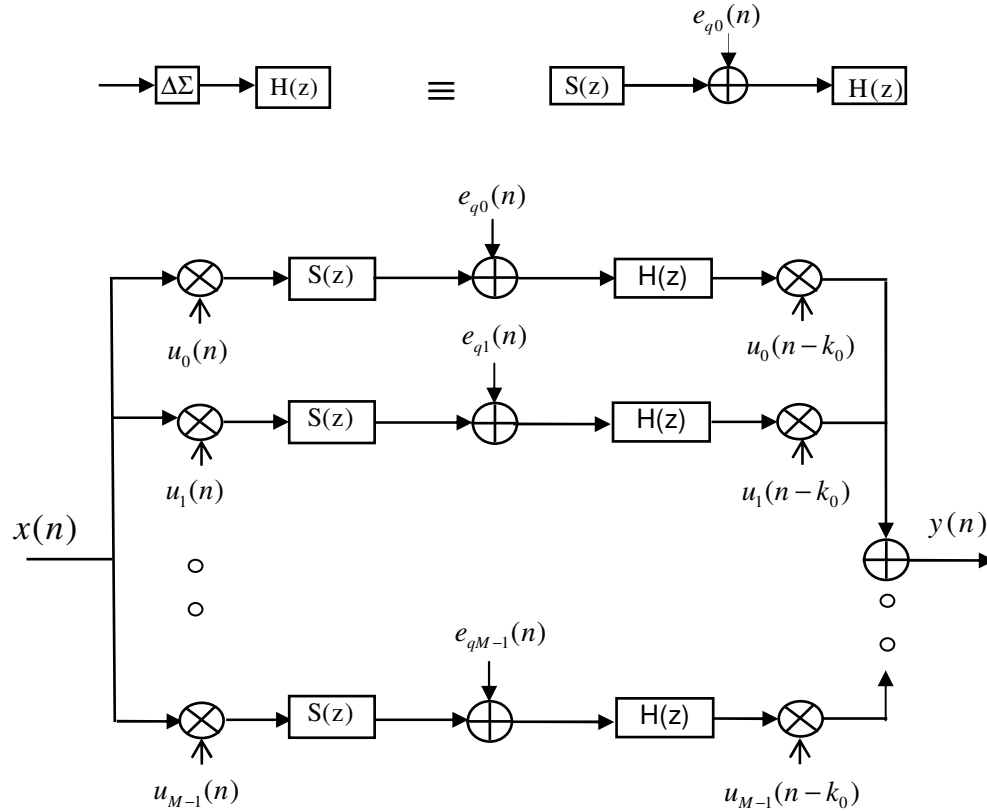 e_{q0}(n)
ΔΣ H(z) ≡ S(z) H(z)
e_{q0}(n)
S(z) H(z)
u_0(n) e_{q1}(n) u_0(n − k_0)
S(z) H(z)
u_1(n) u_1(n − k_0)
x(n) y(n)
e_{qM−1}(n)
S(z) H(z)
u_{M−1}(n) u_{M−1}(n − k_0)